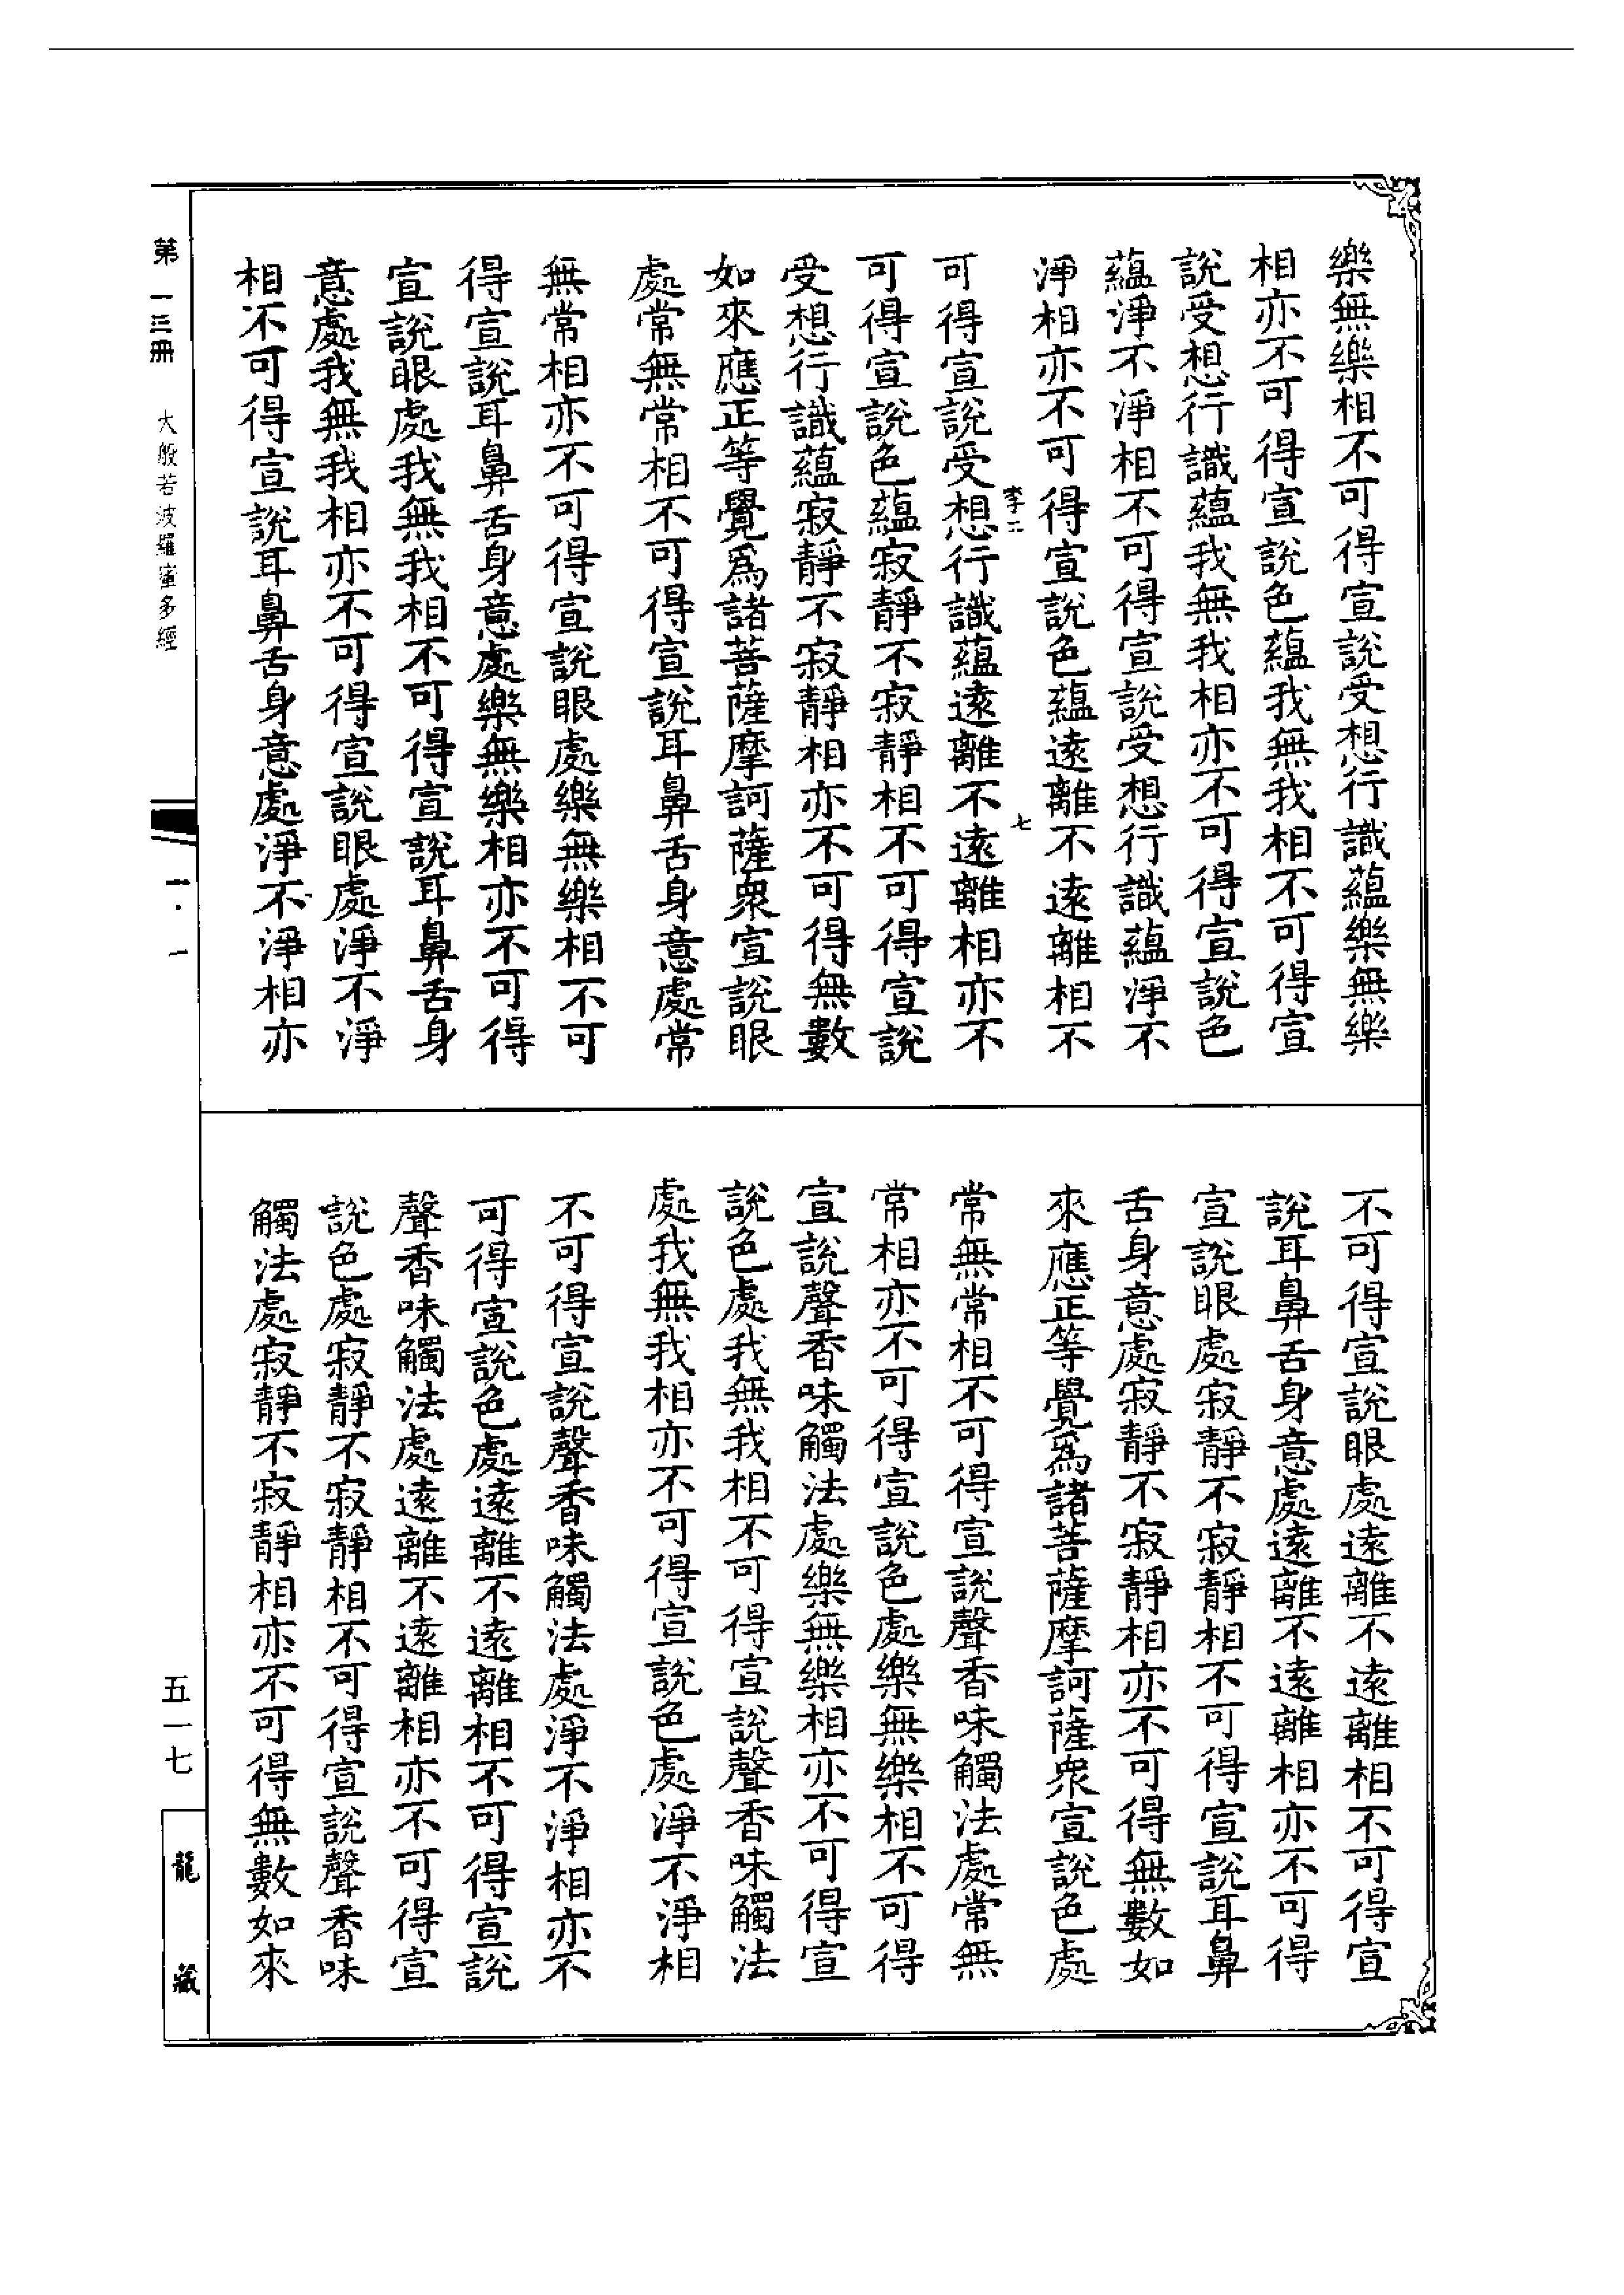 樂無樂相不可得宣說受想行識蘊樂無樂
相亦不可得宣說色蘊我無我相不可得宣
說受想行識蘊我無我相亦不可得宣說色
蘊淨不淨相不可得宣說受想行識蘊淨不
淨相亦不可得宣說色蘊遠離不遠離相不
李二 七
可得宣說受想行識蘊遠離不遠離相亦不
可得宣說色蘊寂靜不寂靜相不可得宣說
受想行識蘊寂靜不寂靜相亦不可得無數
如來應正等覺為諸菩薩摩訶薩眾宣說眼
處常無常相不可得宣說耳鼻舌身意處常
無常相亦不可得宣說眼處樂無樂相不可
得宣說耳鼻舌身意處樂無樂相亦不可得
宣說眼處我無我相不可得宣說耳鼻舌身
意處我無我相亦不可得宣說眼處淨不淨
相不可得宣說耳鼻舌身意處淨不淨相亦
不可得宣說眼處遠離不遠離相不可得宣
說耳鼻舌身意處遠離不遠離相亦不可得
宣說眼處寂靜不寂靜相不可得宣說耳鼻
舌身意處寂靜不寂靜相亦不可得無數如
來應正等覺為諸菩薩摩訶薩眾宣說色處
常無常相不可得宣說聲香味觸法處常無
常相亦不可得宣說色處樂無樂相不可得
宣說聲香味觸法處樂無樂相亦不可得宣
說色處我無我相不可得宣說聲香味觸法
處我無我相亦不可得宣說色處淨不淨相
不可得宣說聲香味觸法處淨不淨相亦不
可得宣說色處遠離不遠離相不可得宣說
聲香味觸法處遠離不遠離相亦不可得宣
說色處寂靜不寂靜相不可得宣說聲香味
觸法處寂靜不寂靜相亦不可得無數如來
第一三冊 大般若波羅蜜多經 一·一 五一七 龍藏